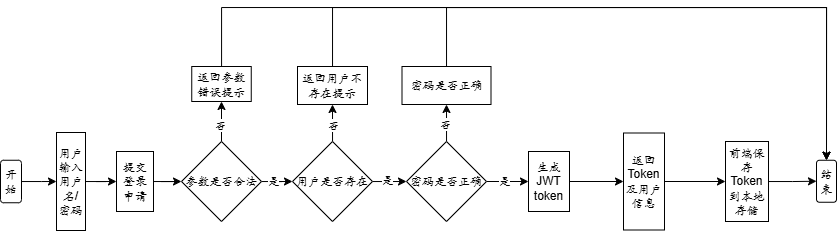 返回参数
错误提示
返回用户不
存在提示
密码是否正确
否
否
否
开
始
用户
输入
用户
名/
密码
提交
登录
申请
参数是否合法
是
用户是否存在
是
密码是否正确
是
生成
JWT
token
返回
Token
及用户
信息
前端保
存
Token
到本地
存储
结
束